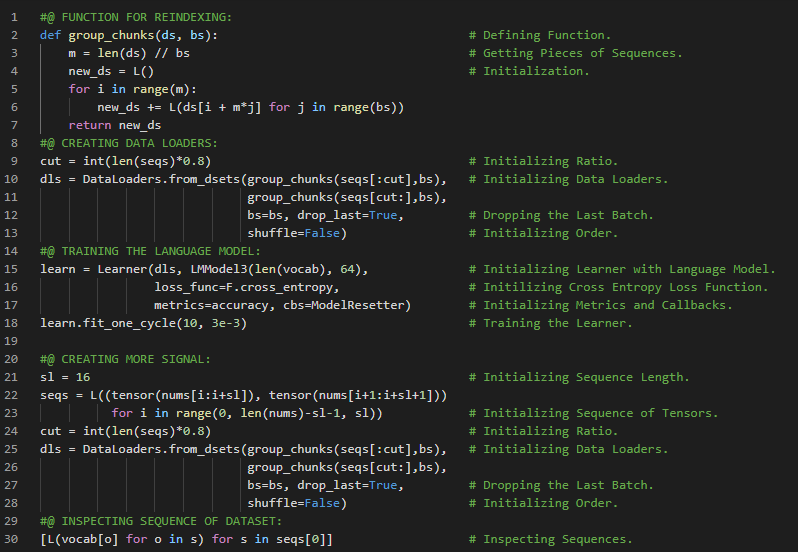 1 #@ FUNCTION FOR REINDEXING:
2 def group_chunks(ds, bs): # Defining Function.
3 m = len(ds) // bs # Getting Pieces of Sequences.
4 new_ds = L() # Initialization.
5 for i in range(m):
6 new_ds += L(ds[i + m*j] for j in range(bs))
7 return new_ds
8 #@ CREATING DATA LOADERS:
9 cut = int(len(seqs)*0.8) # Initializing Ratio.
10 dls = DataLoaders.from_dsets(group_chunks(seqs[:cut],bs), # Initializing Data Loaders.
11 group_chunks(seqs[cut:],bs),
12 bs=bs, drop_last=True, # Dropping the Last Batch.
13 shuffle=False) # Initializing Order.
14 #@ TRAINING THE LANGUAGE MODEL:
15 learn = Learner(dls, LMModel3(len(vocab), 64), # Initializing Learner with Language Model.
16 loss_func=F.cross_entropy, # Initilizing Cross Entropy Loss Function.
17 metrics=accuracy, cbs=ModelResetter) # Initializing Metrics and Callbacks.
18 learn.fit_one_cycle(10, 3e-3) # Training the Learner.
19
20 #@ CREATING MORE SIGNAL:
21 sl = 16 # Initializing Sequence Length.
22 seqs = L((tensor(nums[i:i+sl]), tensor(nums[i+1:i+sl+1]))
23 for i in range(0, len(nums)-sl-1, sl)) # Initializing Sequence of Tensors.
24 cut = int(len(seqs)*0.8) # Initializing Ratio.
25 dls = DataLoaders.from_dsets(group_chunks(seqs[:cut],bs), # Initializing Data Loaders.
26 group_chunks(seqs[cut:],bs),
27 bs=bs, drop_last=True, # Dropping the Last Batch.
28 shuffle=False) # Initializing Order.
29 #@ INSPECTING SEQUENCE OF DATASET:
30 [L(vocab[o] for o in s) for s in seqs[0]] # Inspecting Sequences.